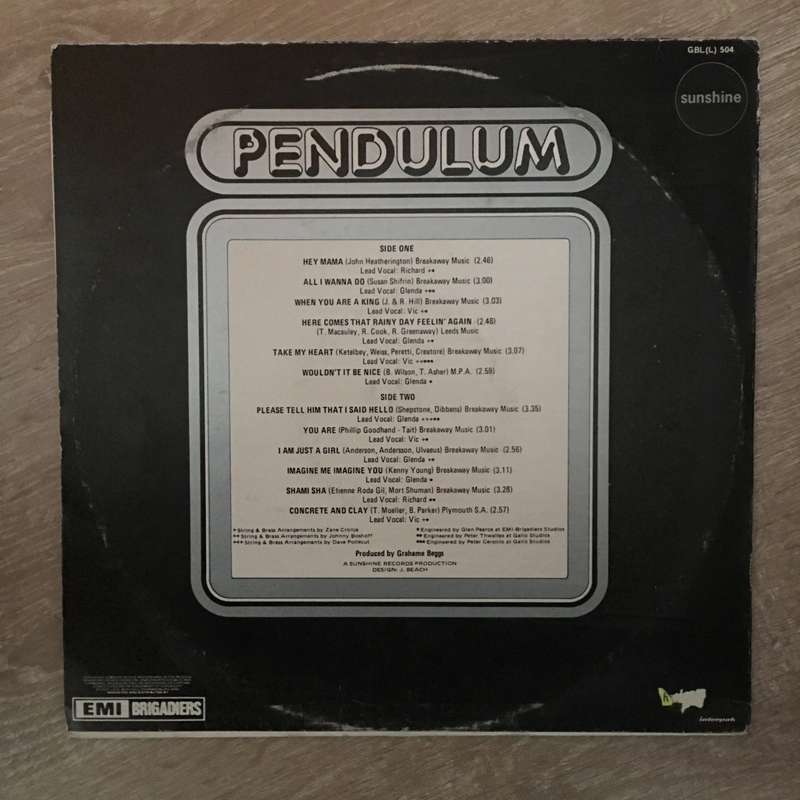 GBL(L) 504
sunshine
PENDULUM
SIDE ONE
HEY MAMA (John Heatherington) Breakaway Music (2.46)
Lead Vocal: Richard +•
ALL I WANNA DO (Susan Shifrin) Breakaway Music (3.00)
Lead Vocal: Glenda +••
WHEN YOU ARE A KING (J. & R. Hill) Breakaway Music (3.03)
Lead Vocal: Vic +•
HERE COMES THAT RAINY DAY FEELIN' AGAIN (2.46)
(T. Macauley, R. Cook, R. Greenaway) Leeds Music
Lead Vocal: Glenda +•
TAKE MY HEART (Ketelbey, Weiss, Peretti, Creatore) Breakaway Music (3.07)
Lead Vocal: Vic ++•••
WOULDN'T IT BE NICE (B. Wilson, T. Asher) M.P.A. (2.59)
Lead Vocal: Glenda •
SIDE TWO
PLEASE TELL HIM THAT I SAID HELLO (Shepstone, Dibbens) Breakaway Music (3.35)
Lead Vocal: Glenda +++••
YOU ARE (Phillip Goodhand - Tait) Breakaway Music (3.01)
Lead Vocal: Vic +•
I AM JUST A GIRL (Anderson, Andersson, Ulvaeus) Breakaway Music (2.56)
Lead Vocal: Glenda +•
IMAGINE ME IMAGINE YOU (Kenny Young) Breakaway Music (3.11)
Lead Vocal: Glenda •
SHAMI SHA (Etienne Roda Gil, Mort Shuman) Breakaway Music (3.26)
Lead Vocal: Richard ••
CONCRETE AND CLAY (T. Moeller, B. Parker) Plymouth S.A. (2.57)
Lead Vocal: Vic +•
+ String & Brass Arrangements by Zane Cronje
++ String & Brass Arrangements by Johnny Boshoff
+++ String & Brass Arrangements by Dave Pollecut
• Engineered by Glen Pearce at EMI-Brigadiers Studios
•• Engineered by Peter Thwaites at Gallo Studios
••• Engineered by Peter Ceronio at Gallo Studios
Produced by Grahame Beggs
A SUNSHINE RECORDS PRODUCTION
DESIGN: J. BEACH
EMI BRIGADIERS
interpak